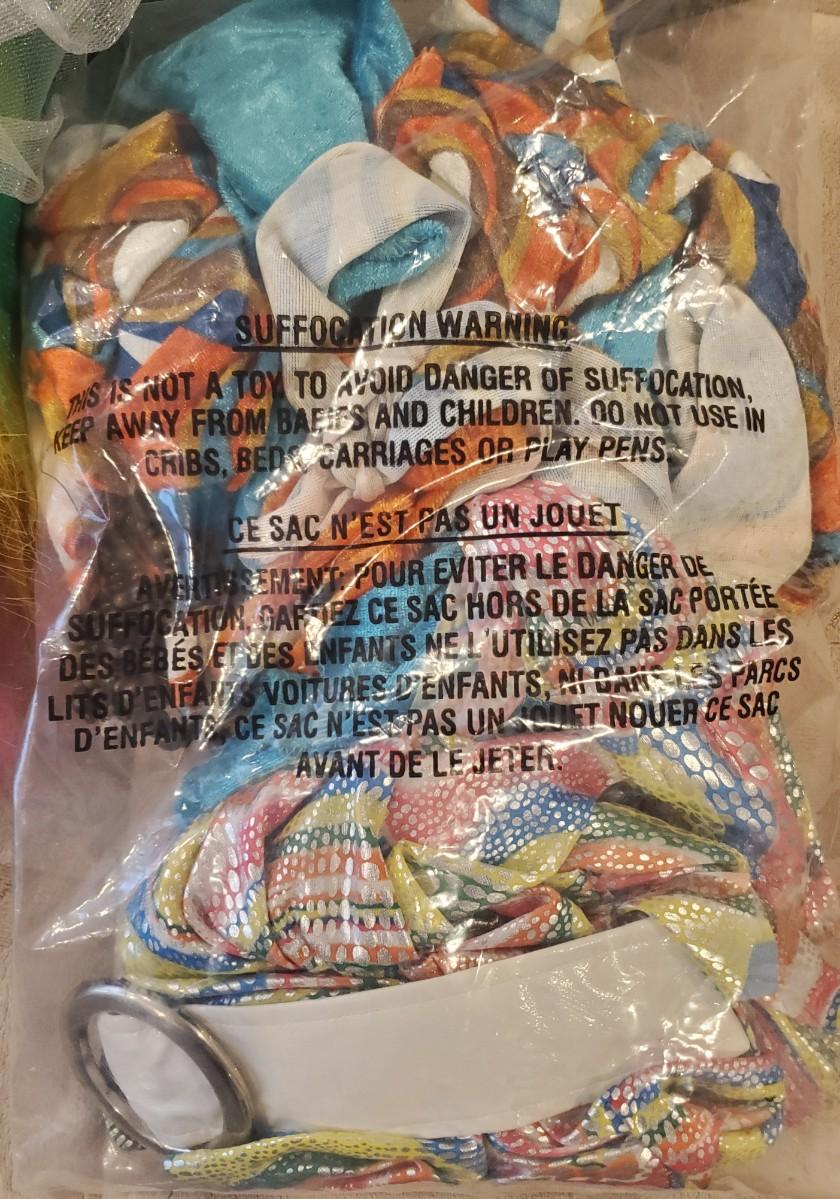 SUFFOCATION WARNING
THIS IS NOT A TOY TO AVOID DANGER OF SUFFOCATION,
KEEP AWAY FROM BABIES AND CHILDREN. DO NOT USE IN
CRIBS, BEDS, CARRIAGES OR PLAY PENS.
CE SAC N'EST PAS UN JOUET
AVERTISSEMENT: POUR EVITER LE DANGER DE
SUFFOCATION, GARDEZ CE SAC HORS DE LA SAC PORTÉE
DES BÉBÉS ET DES ENFANTS NE L'UTILISEZ PAS DANS LES
LITS D'ENFANTS VOITURES D'ENFANTS, NI DANS LES PARCS
D'ENFANTS, CE SAC N'EST PAS UN JOUET NOUER CE SAC
AVANT DE LE JETER.